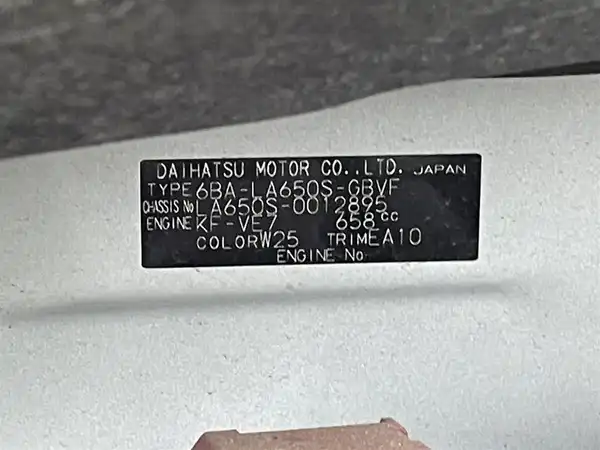 DAIHATSU MOTOR CO.,LTD. JAPAN
TYPE 6BA-LA650S-GBVF
CHASSIS No LA650S-0012895
ENGINE KF-VE7 658cc
COLOR W25 TRIM EA10
ENGINE No.